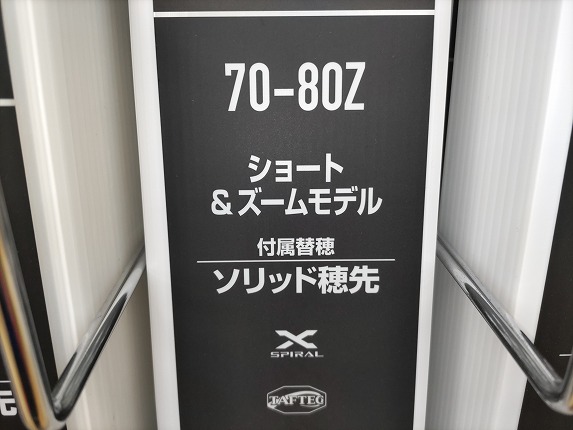 70-80Z
ショート
&ズームモデル
付属替穂
ソリッド穂先
X
SPIRAL
TAFTEC
元